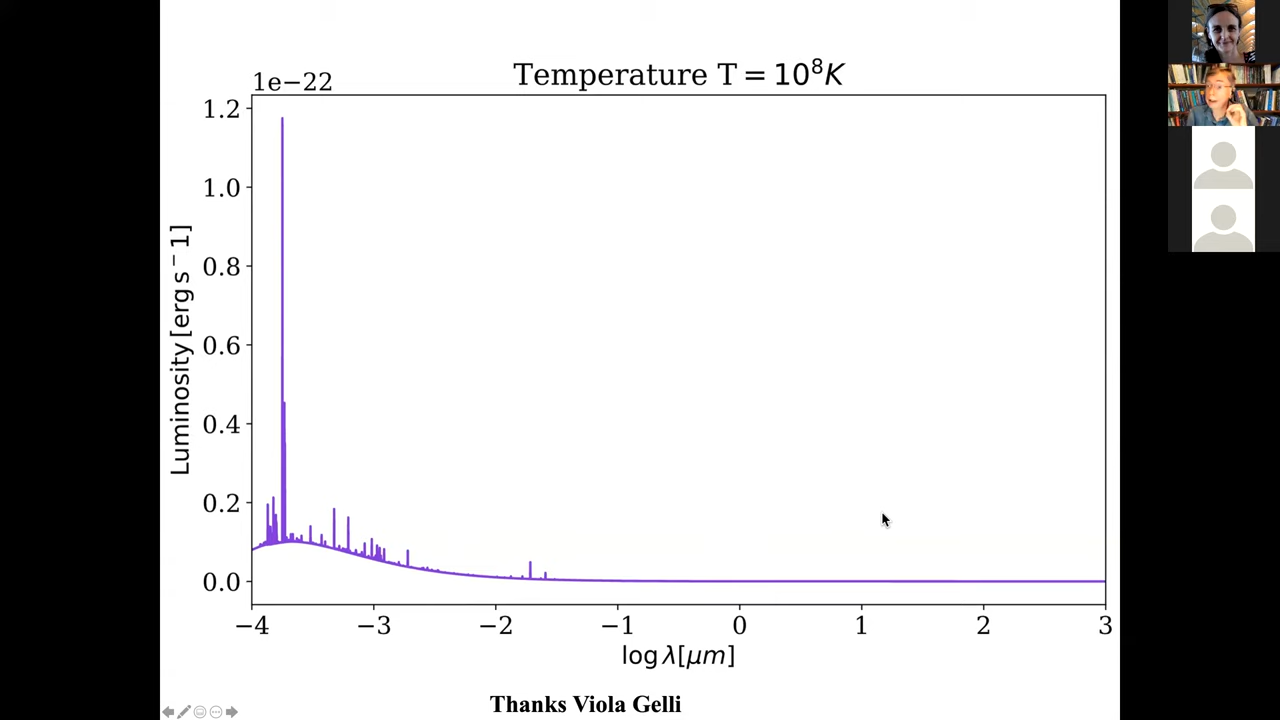 Temperature T = 10⁸K
1e−22
1.2
1.0
0.8
0.6
0.4
0.2
0.0
Luminosity [erg s⁻1]
−4 −3 −2 −1 0 1 2 3
log λ[μm]
Thanks Viola Gelli